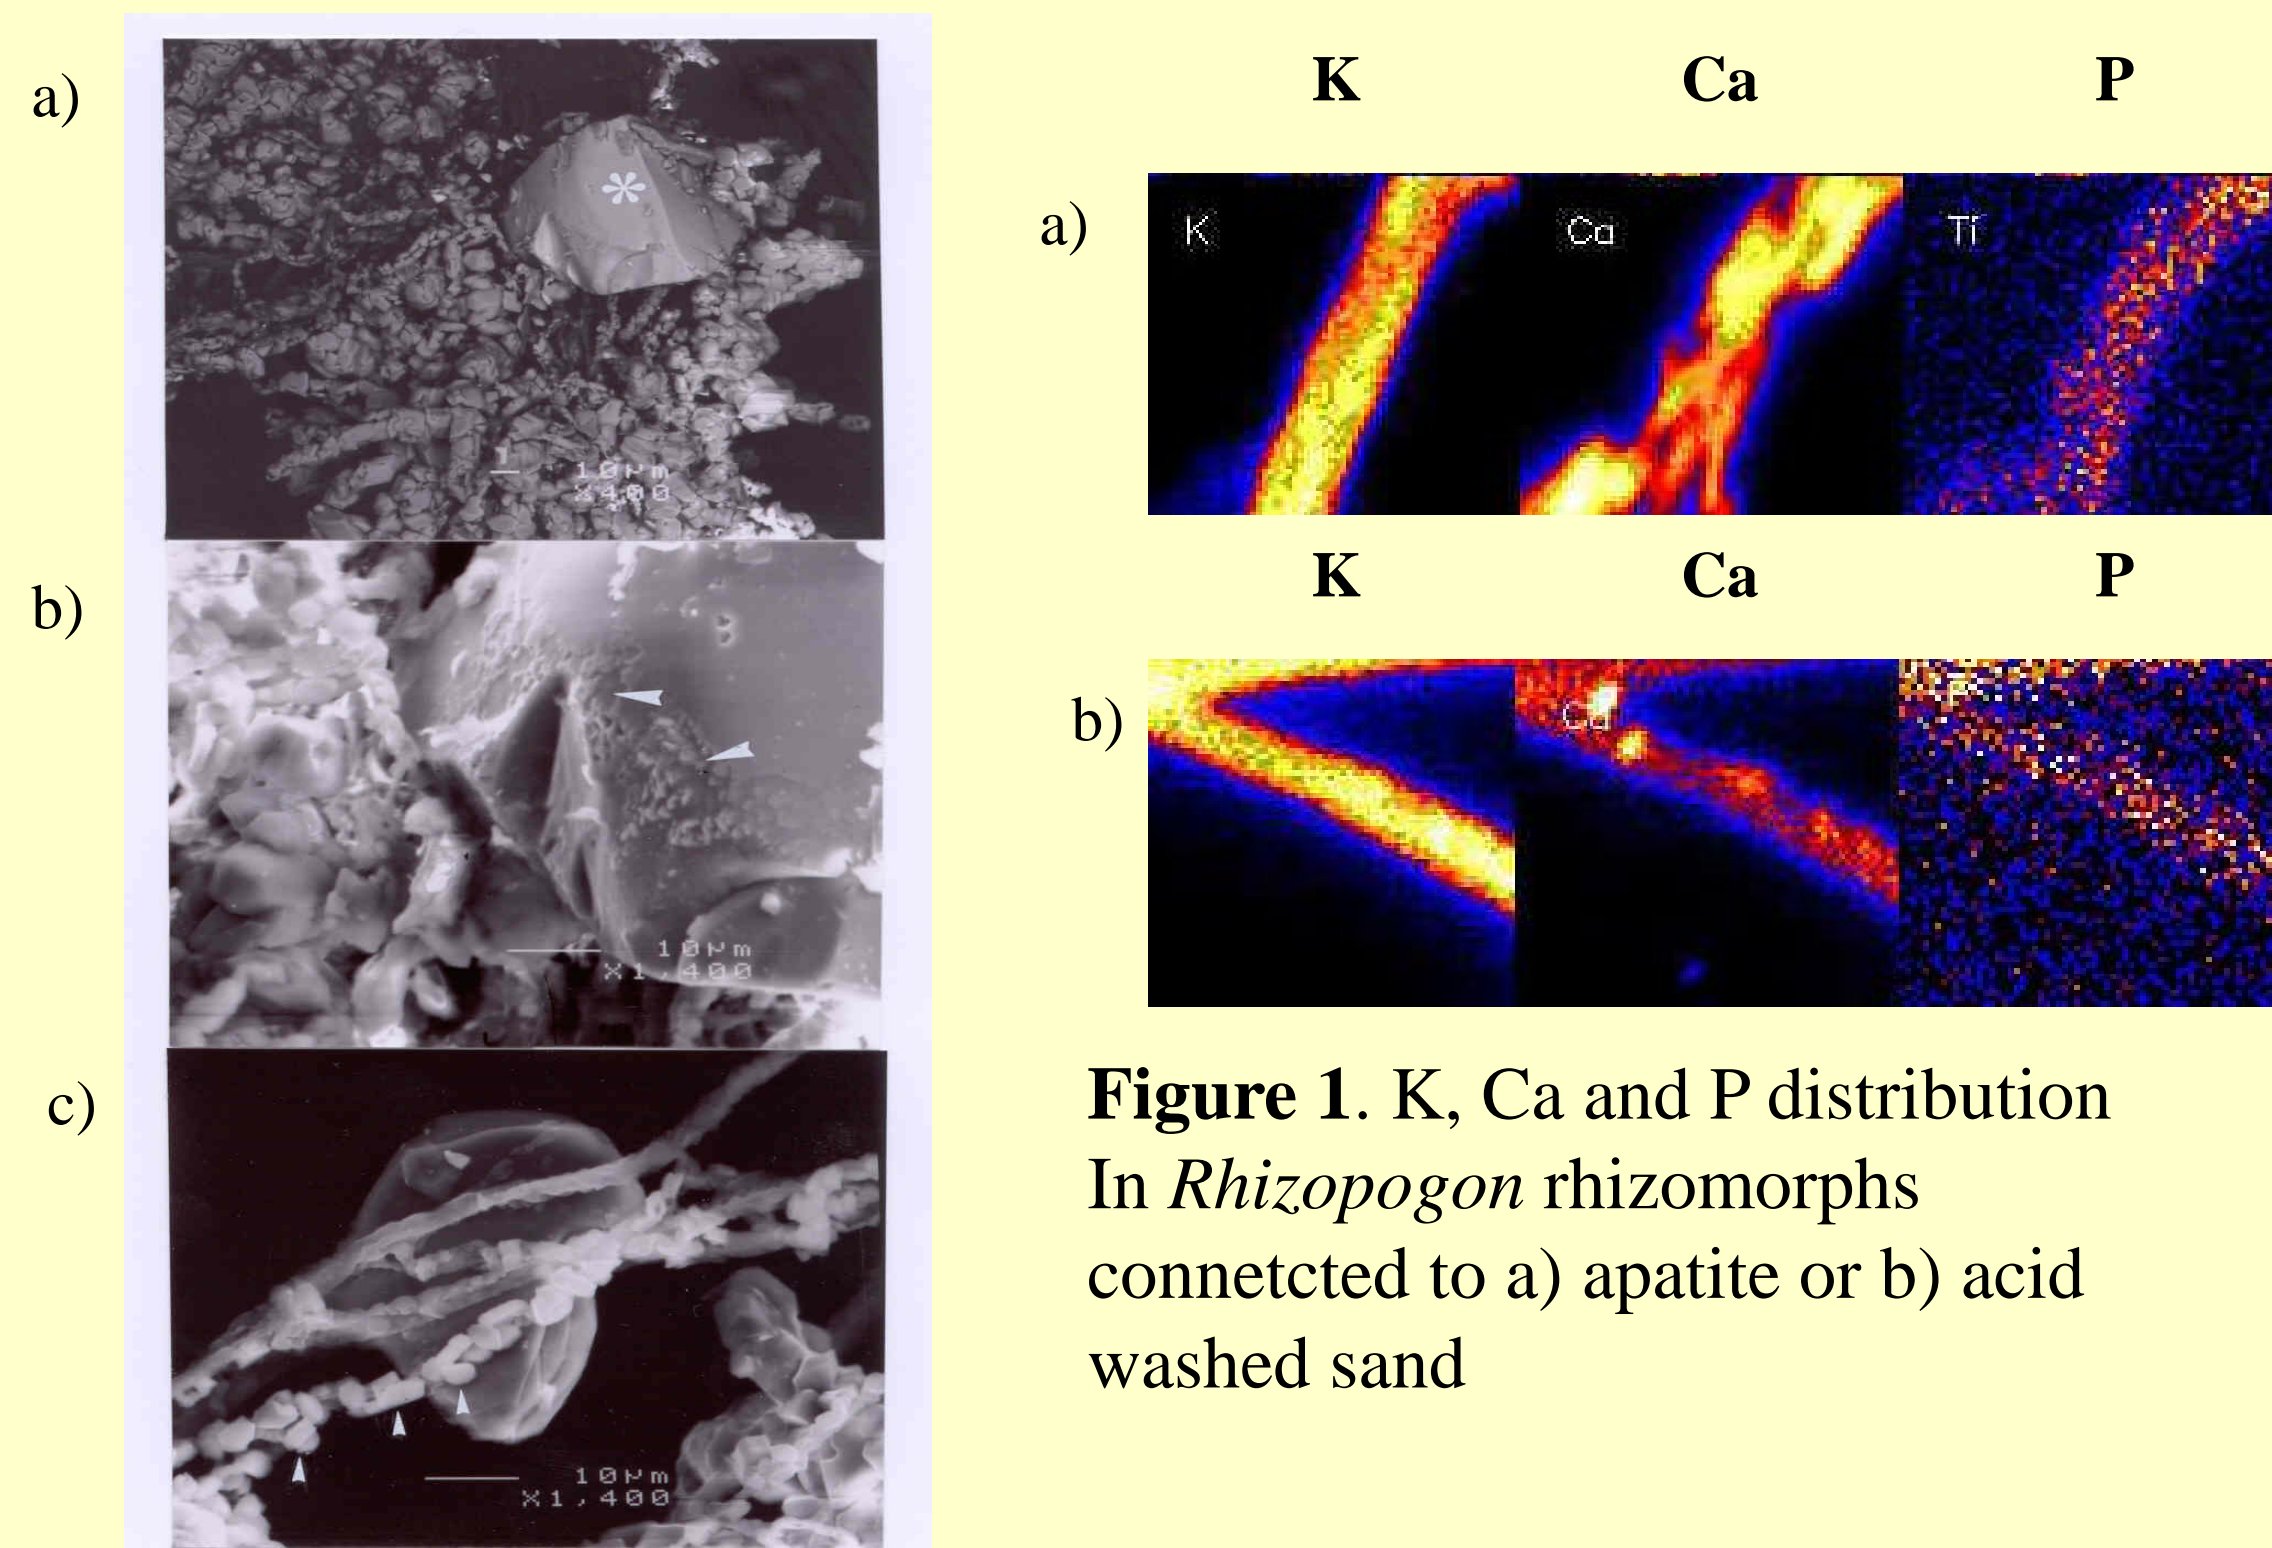 a)
*
10µm
X400
b)
10µm
X1,400
c)
10µm
X1,400
K Ca P
a)
K Ca Ti
K Ca P
b)
Ca
Figure 1. K, Ca and P distribution
In Rhizopogon rhizomorphs
connetcted to a) apatite or b) acid
washed sand